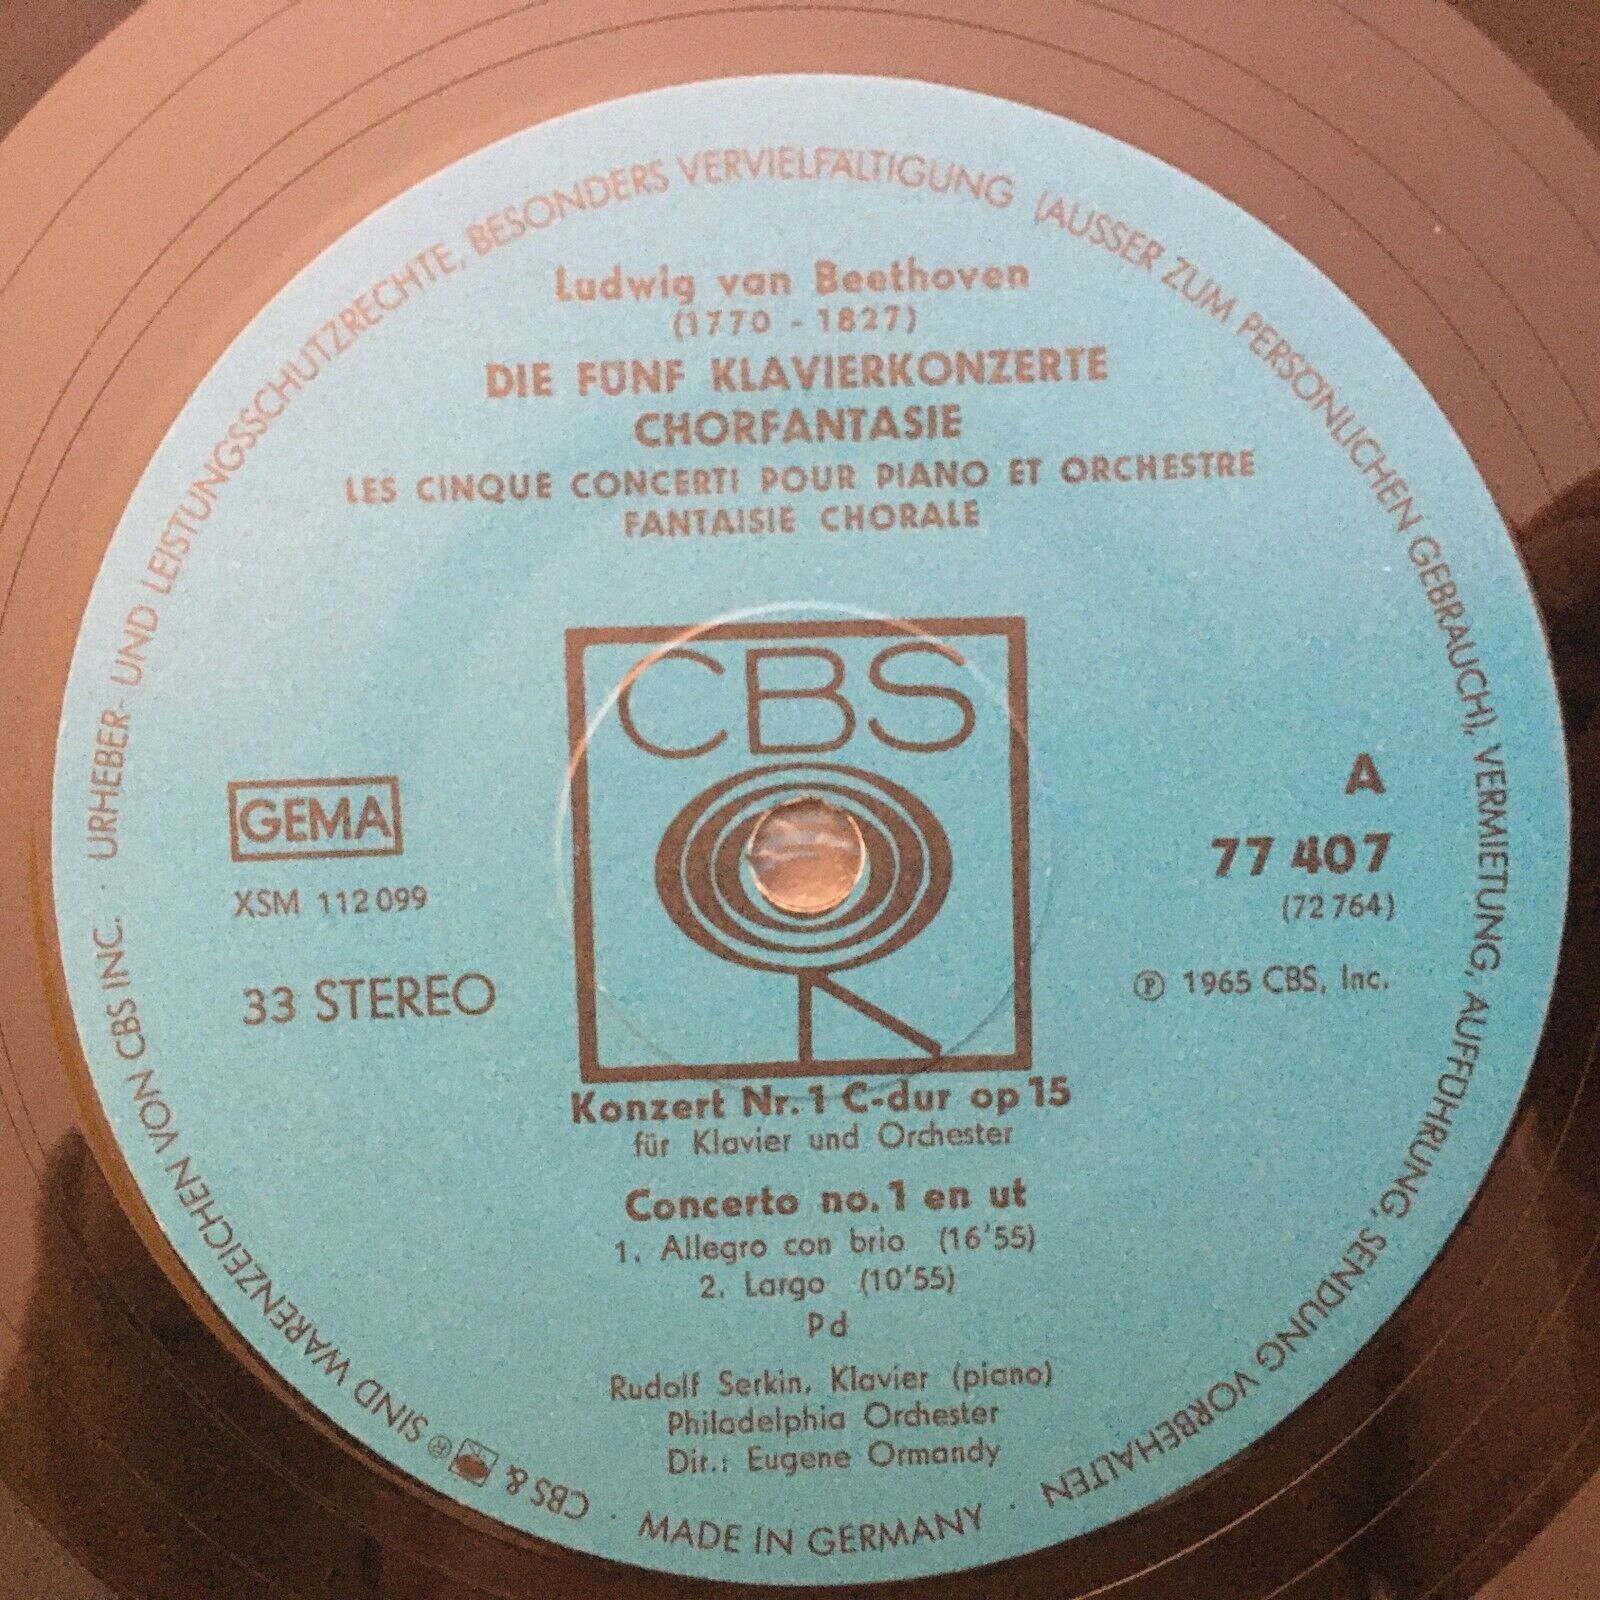 URHEBER- UND LEISTUNGSSCHUTZRECHTE, BESONDERS VERVIELFÄLTIGUNG (AUSSER ZUM PERSÖNLICHEN GEBRAUCH), VERMIETUNG, AUFFÜHRUNG, SENDUNG VORBEHALTEN
Ludwig van Beethoven
(1770 - 1827)
DIE FÜNF KLAVIERKONZERTE
CHORFANTASIE
LES CINQUE CONCERTI POUR PIANO ET ORCHESTRE
FANTAISIE CHORALE
CBS
GEMA
XSM 112 099
33 STEREO
A
77 407
(72 764)
Ⓟ 1965 CBS, Inc.
Konzert Nr. 1 C-dur op 15
für Klavier und Orchester
Concerto no. 1 en ut
1. Allegro con brio (16'55)
2. Largo (10'55)
Pd
Rudolf Serkin, Klavier (piano)
Philadelphia Orchester
Dir.: Eugene Ormandy
· MADE IN GERMANY ·
CBS & ® SIND WARENZEICHEN VON CBS INC.